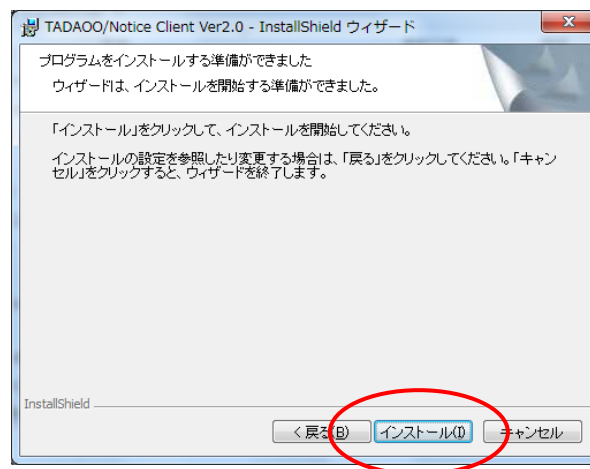 TADAOO/Notice Client Ver2.0 - InstallShield ウィザード
プログラムをインストールする準備ができました
ウィザードは、インストールを開始する準備ができました。
「インストール」をクリックして、インストールを開始してください。
インストールの設定を参照したり変更する場合は、「戻る」をクリックしてください。「キャン
セル」をクリックすると、ウィザードを終了します。
InstallShield
< 戻る(B) インストール(I) キャンセル